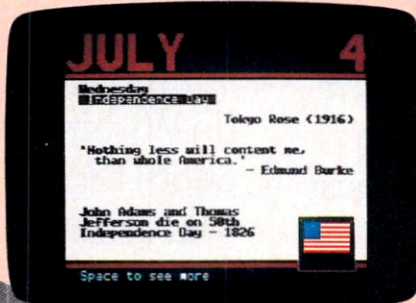 JULY 4
Wednesday
Independence Day
Tokyo Rose (1916)
"Nothing less will content me,
than whole America."
- Edmund Burke
John Adams and Thomas
Jefferson die on 50th
Independence Day - 1826
Space to see more